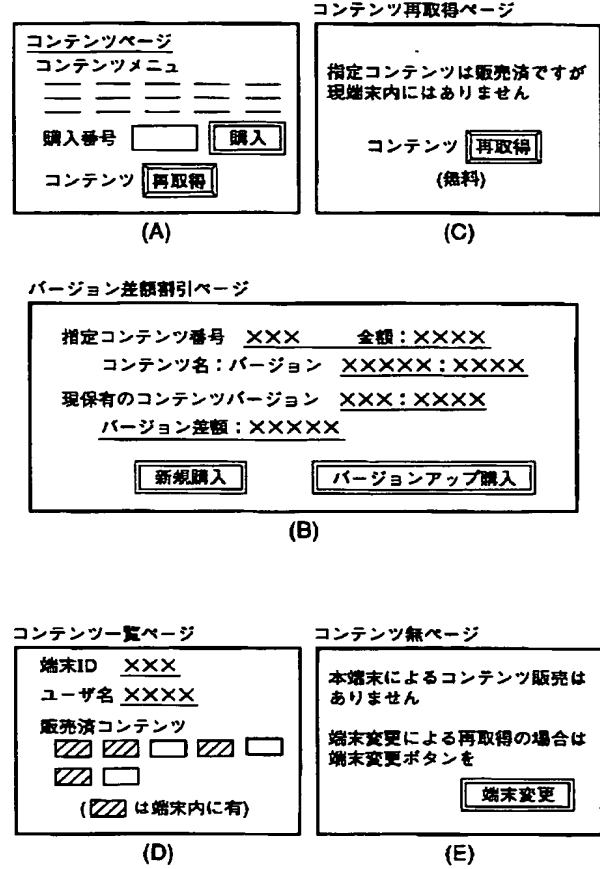 コンテンツページ
コンテンツメニュ
購入番号 購入
コンテンツ 再取得
(A)
コンテンツ再取得ページ
指定コンテンツは販売済ですが
現端末内にはありません
コンテンツ 再取得
(無料)
(C)
バージョン差額割引ページ
指定コンテンツ番号 ××× 金額：××××
コンテンツ名：バージョン ×××××：××××
現保有のコンテンツバージョン ×××：××××
バージョン差額：×××××
新規購入 バージョンアップ購入
(B)
コンテンツ一覧ページ
端末ID ×××
ユーザ名 ××××
販売済コンテンツ
( は端末内に有)
(D)
コンテンツ無ページ
本端末によるコンテンツ販売は
ありません
端末変更による再取得の場合は
端末変更ボタンを
端末変更
(E)